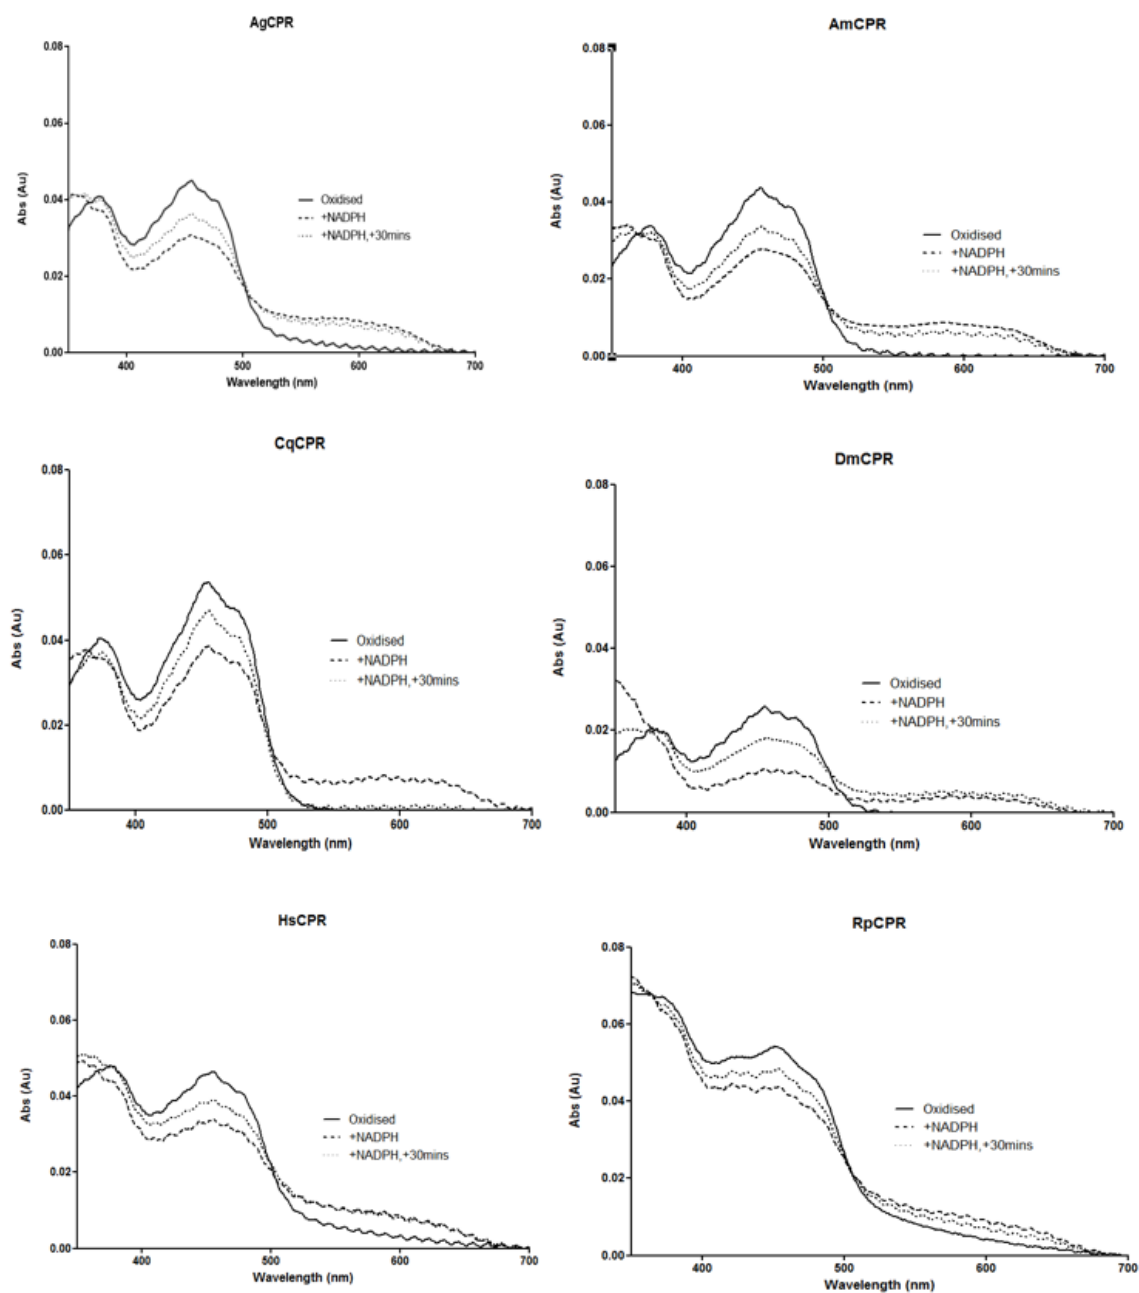 AgCPR
0.08
0.06
0.04
0.02
0.00
Abs (Au)
Oxidised
+NADPH
+NADPH,+30mins
400 500 600 700
Wavelength (nm)
AmCPR
0.08
0.06
0.04
0.02
0.00
Abs (Au)
Oxidised
+NADPH
+NADPH,+30mins
400 500 600 700
Wavelength (nm)
CqCPR
0.08
0.06
0.04
0.02
0.00
Abs (Au)
Oxidised
+NADPH
+NADPH,+30mins
400 500 600 700
Wavelength (nm)
DmCPR
0.08
0.06
0.04
0.02
0.00
Abs (Au)
Oxidised
+NADPH
+NADPH,+30mins
400 500 600 700
Wavelength (nm)
HsCPR
0.08
0.06
0.04
0.02
0.00
Abs (Au)
Oxidised
+NADPH
+NADPH,+30mins
400 500 600 700
Wavelength (nm)
RpCPR
0.08
0.06
0.04
0.02
0.00
Abs (Au)
Oxidised
+NADPH
+NADPH,+30mins
400 500 600 700
Wavelength (nm)